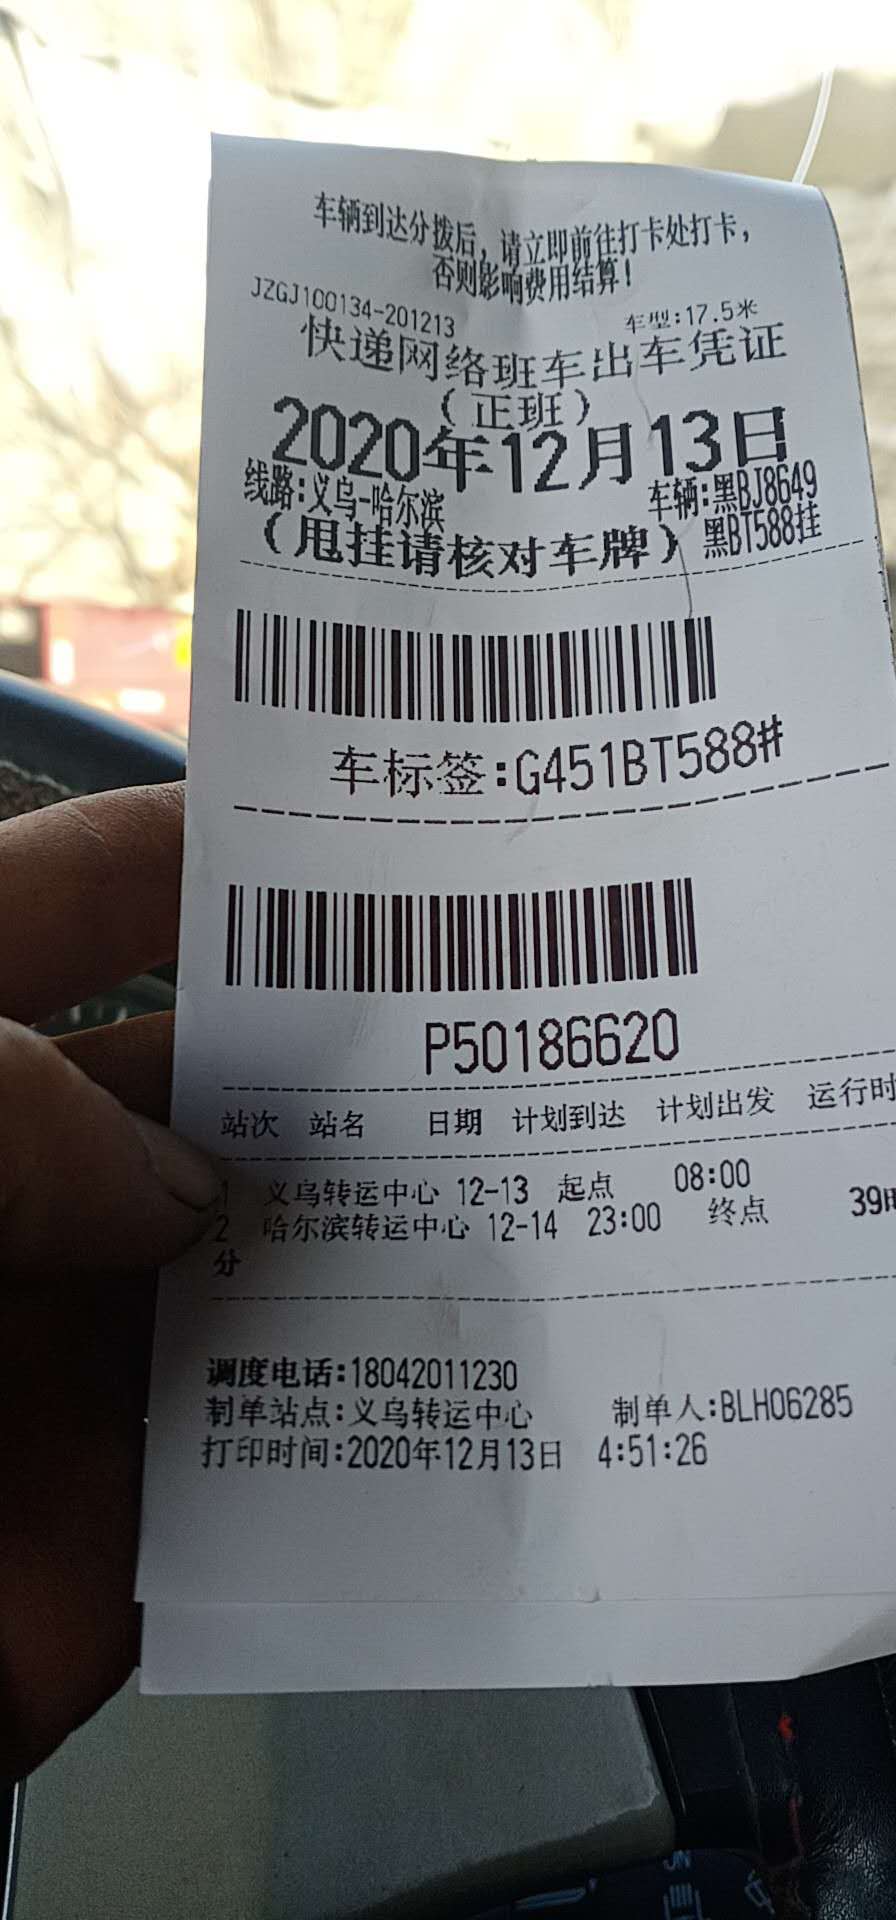 车辆到达分拨后，请立即前往打卡处打卡，
否则影响费用结算！
JZGJ100134-201213 车型:17.5米
快递网络班车出车凭证
（正班）
2020年12月13日
线路:义乌-哈尔滨 车辆:黑BJ8649
（甩挂请核对车牌） 黑BT588挂
车标签:G451BT588#
P50186620
站次 站名 日期 计划到达 计划出发 运行时
1 义乌转运中心 12-13 起点 08:00
2 哈尔滨转运中心 12-14 23:00 终点 39时
分
调度电话:18042011230
制单站点:义乌转运中心 制单人:BLH06285
打印时间:2020年12月13日 4:51:26